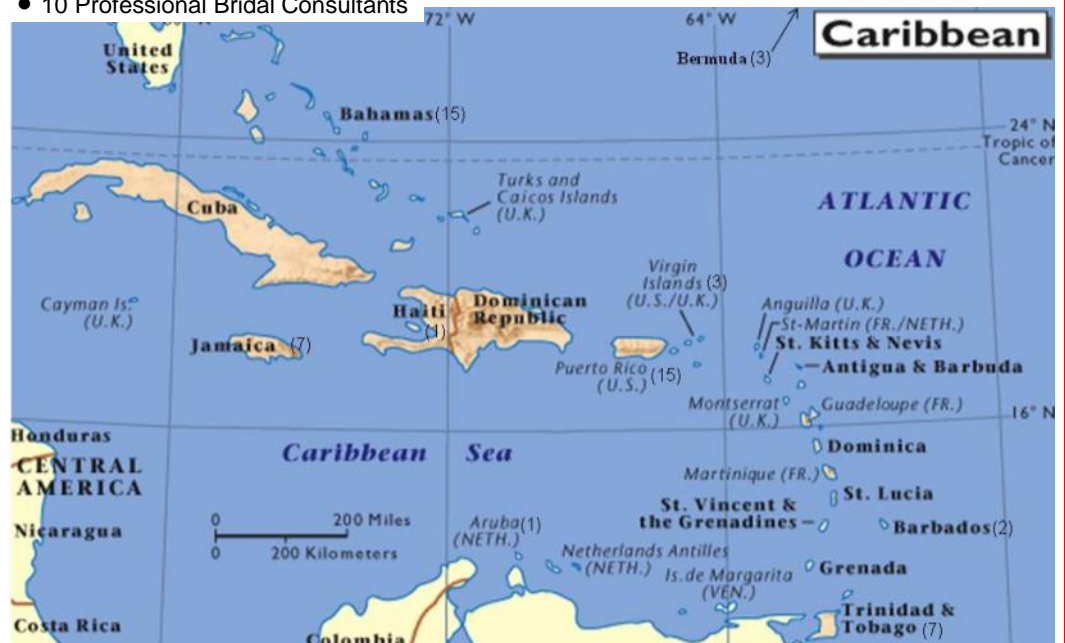 • 10 Professional Bridal Consultants
72° W
64° W
Caribbean
Bermuda (3)
United
States
Bahamas(15)
24° N
Tropic of
Cancer
Turks and
Caicos Islands
(U.K.)
ATLANTIC
OCEAN
Cuba
Virgin
Islands (3)
(U.S./U.K.)
Cayman Is.
(U.K.)
Haiti
(1)
Dominican
Republic
Anguilla (U.K.)
St-Martin (FR./NETH.)
St. Kitts & Nevis
Jamaica (7)
Antigua & Barbuda
Puerto Rico (15)
(U.S.)
Montserrat
(U.K.)
Guadeloupe (FR.)
16° N
Honduras
CENTRAL
AMERICA
Caribbean Sea
Dominica
Martinique (FR.)
St. Lucia
St. Vincent &
the Grenadines
Barbados(2)
Nicaragua
0 200 Miles
0 200 Kilometers
Aruba(1)
(NETH.)
Netherlands Antilles
(NETH.)
Is. de Margarita
(VEN.)
Grenada
Trinidad &
Tobago (7)
Costa Rica
Colombia